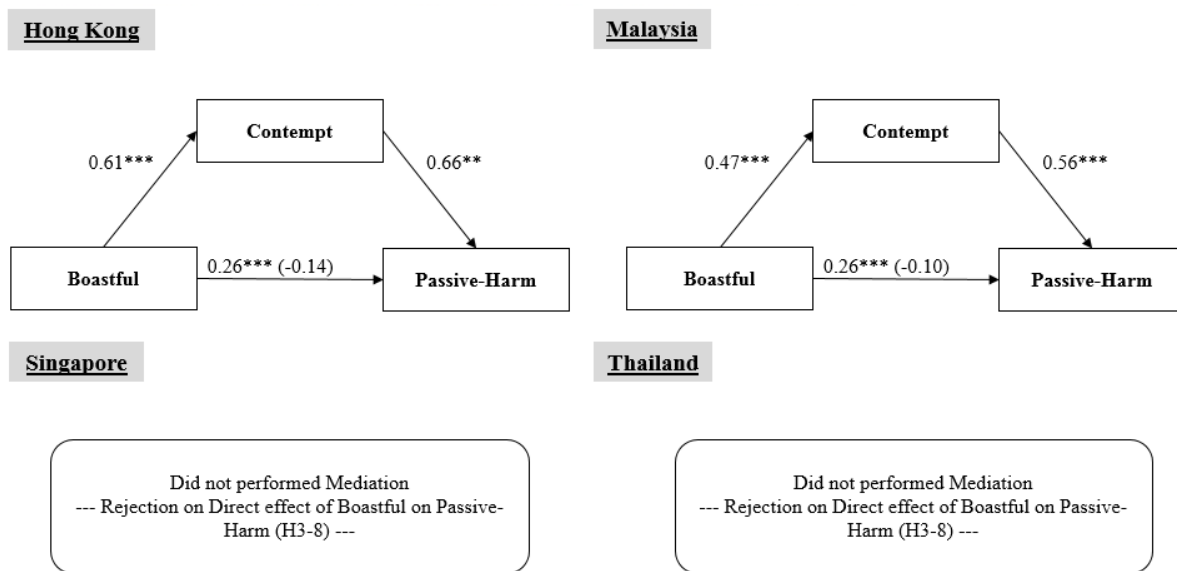 Hong Kong
Contempt
0.61***
0.66**
Boastful
0.26*** (-0.14)
Passive-Harm
Malaysia
Contempt
0.47***
0.56***
Boastful
0.26*** (-0.10)
Passive-Harm
Singapore
Did not performed Mediation
--- Rejection on Direct effect of Boastful on Passive-
Harm (H3-8) ---
Thailand
Did not performed Mediation
--- Rejection on Direct effect of Boastful on Passive-
Harm (H3-8) ---